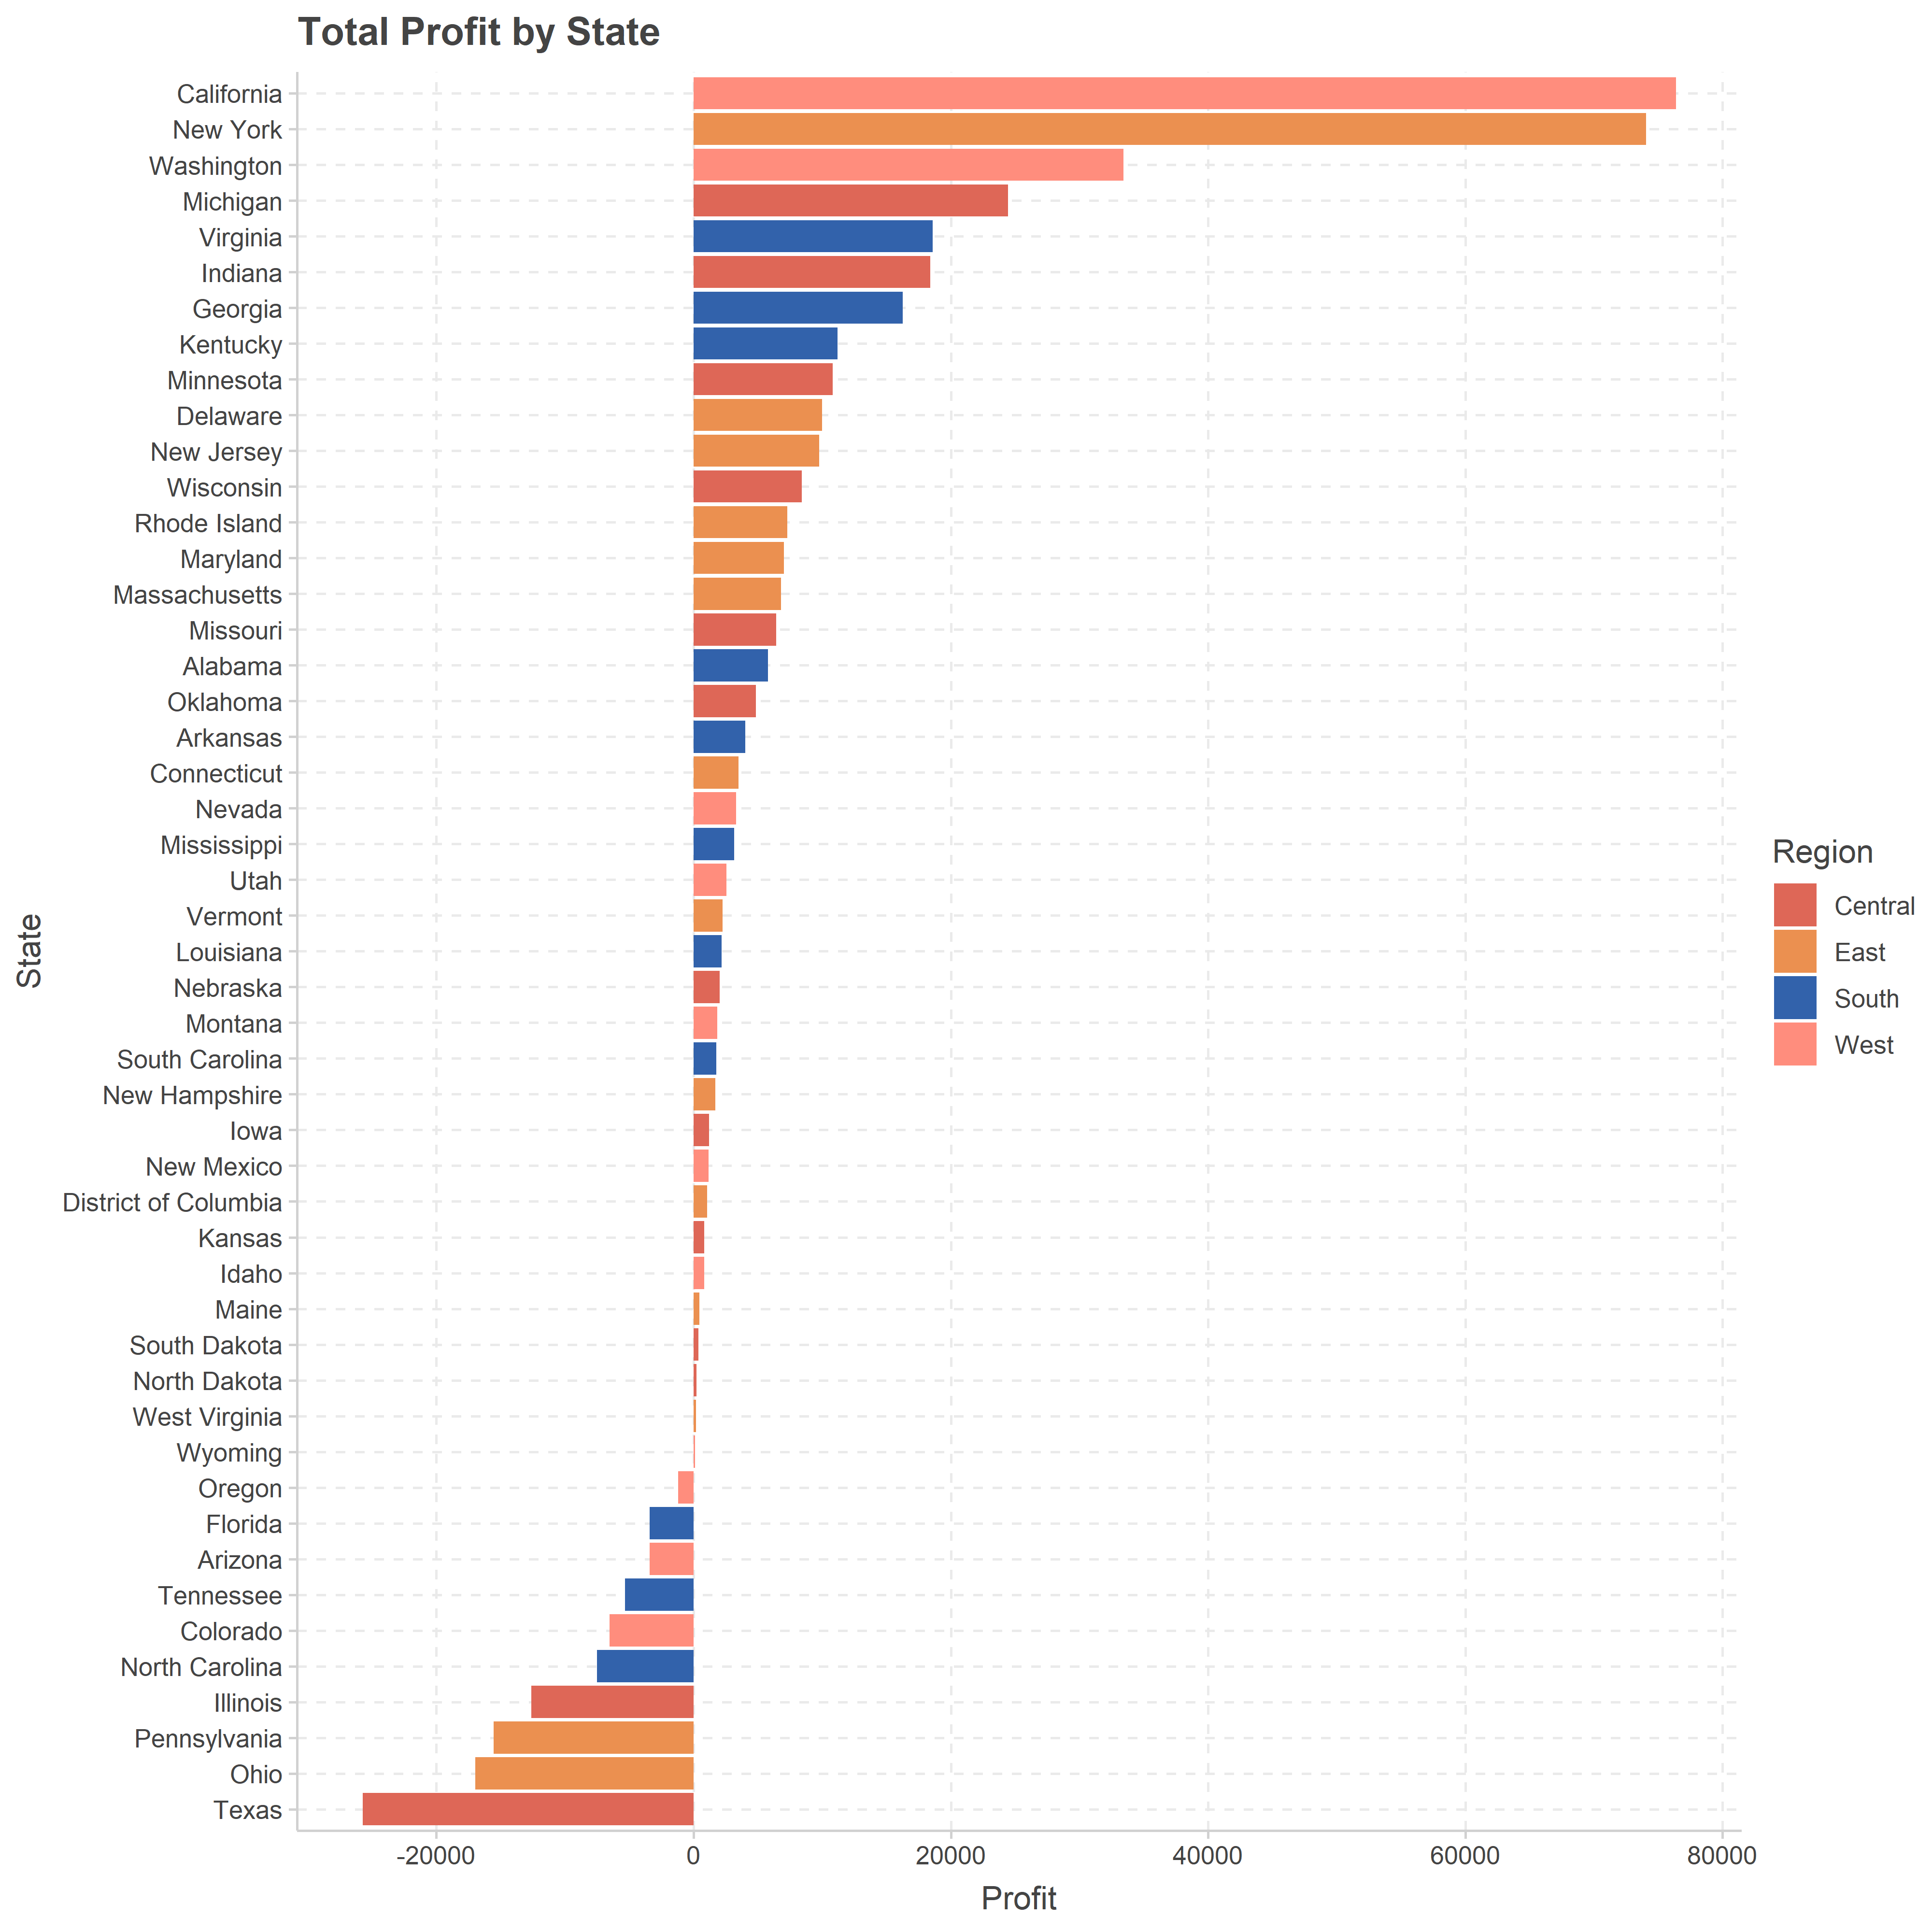 Total Profit by State
California
New York
Washington
Michigan
Virginia
Indiana
Georgia
Kentucky
Minnesota
Delaware
New Jersey
Wisconsin
Rhode Island
Maryland
Massachusetts
Missouri
Alabama
Oklahoma
Arkansas
Connecticut
Nevada
Mississippi
Utah
Vermont
Louisiana
Nebraska
Montana
South Carolina
New Hampshire
Iowa
New Mexico
District of Columbia
Kansas
Idaho
Maine
South Dakota
North Dakota
West Virginia
Wyoming
Oregon
Florida
Arizona
Tennessee
Colorado
North Carolina
Illinois
Pennsylvania
Ohio
Texas
State
-20000 0 20000 40000 60000 80000
Profit
Region
Central
East
South
West